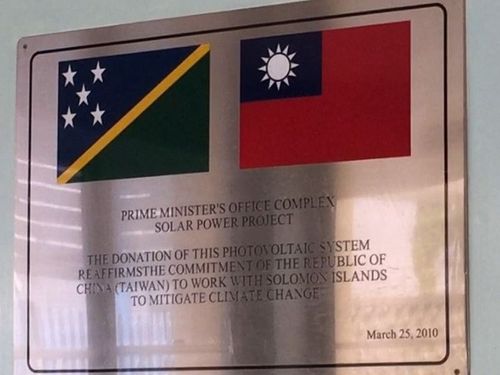 PRIME MINISTER'S OFFICE COMPLEX
SOLAR POWER PROJECT
THE DONATION OF THIS PHOTOVOLTAIC SYSTEM
REAFFIRMSTHE COMMITMENT OF THE REPUBLIC OF
CHINA (TAIWAN) TO WORK WITH SOLOMON ISLANDS
TO MITIGATE CLIMATE CHANGE
March 25, 2010